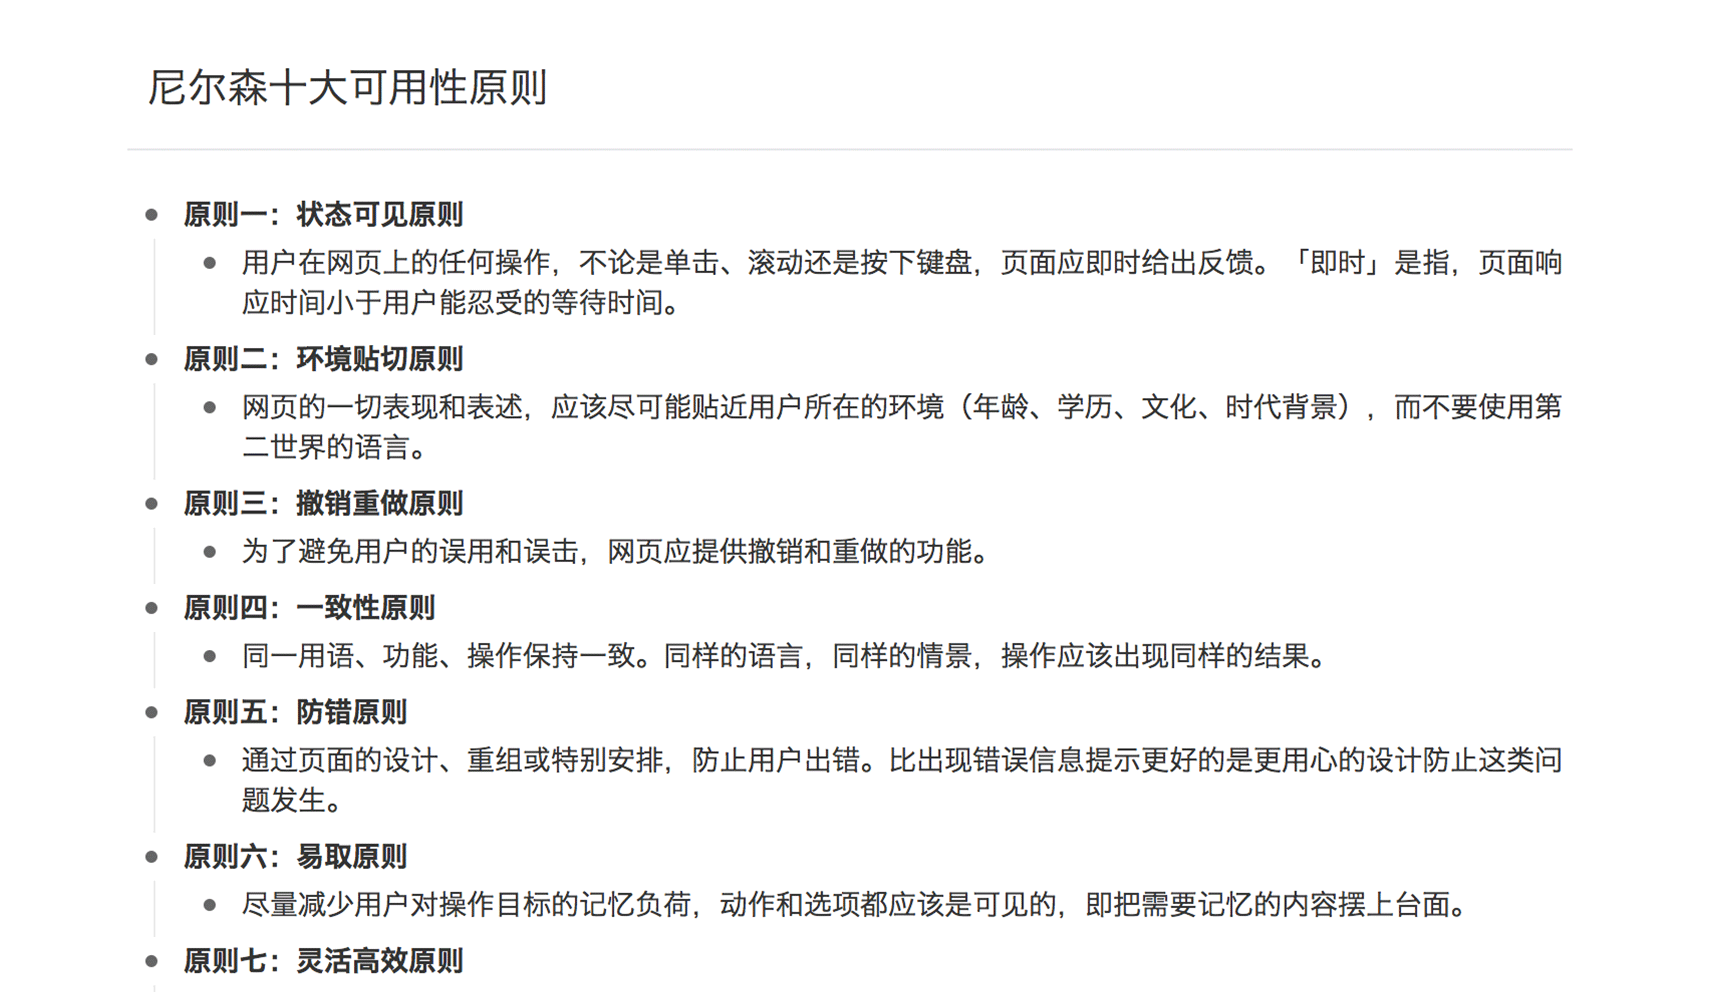 尼尔森十大可用性原则
原则一：状态可见原则
用户在网页上的任何操作，不论是单击、滚动还是按下键盘，页面应即时给出反馈。「即时」是指，页面响
应时间小于用户能忍受的等待时间。
原则二：环境贴切原则
网页的一切表现和表述，应该尽可能贴近用户所在的环境（年龄、学历、文化、时代背景），而不要使用第
二世界的语言。
原则三：撤销重做原则
为了避免用户的误用和误击，网页应提供撤销和重做的功能。
原则四：一致性原则
同一用语、功能、操作保持一致。同样的语言，同样的情景，操作应该出现同样的结果。
原则五：防错原则
通过页面的设计、重组或特别安排，防止用户出错。比出现错误信息提示更好的是更用心的设计防止这类问
题发生。
原则六：易取原则
尽量减少用户对操作目标的记忆负荷，动作和选项都应该是可见的，即把需要记忆的内容摆上台面。
原则七：灵活高效原则